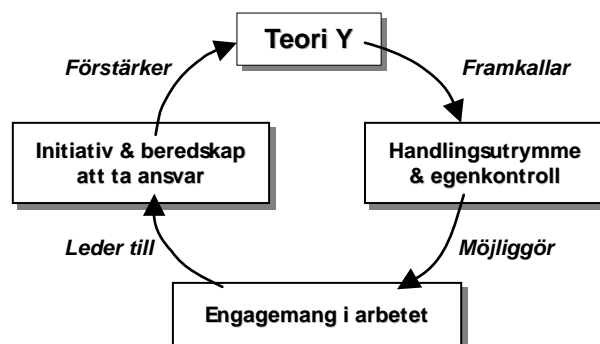 Teori Y
Förstärker
Framkallar
Initiativ & beredskap
att ta ansvar
Handlingsutrymme
& egenkontroll
Leder till
Möjliggör
Engagemang i arbetet